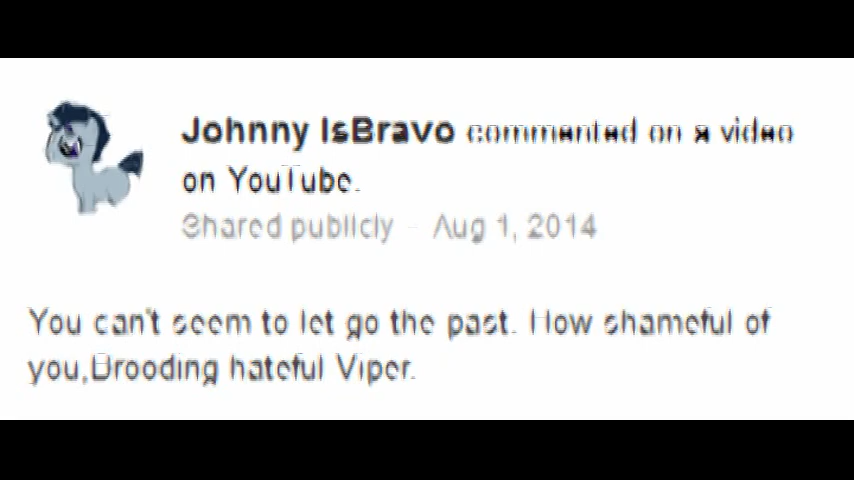 Johnny IsBravo commented on a video
on YouTube.
Shared publicly - Aug 1, 2014
You can't seem to let go the past. How shameful of
you,Brooding hateful Viper.